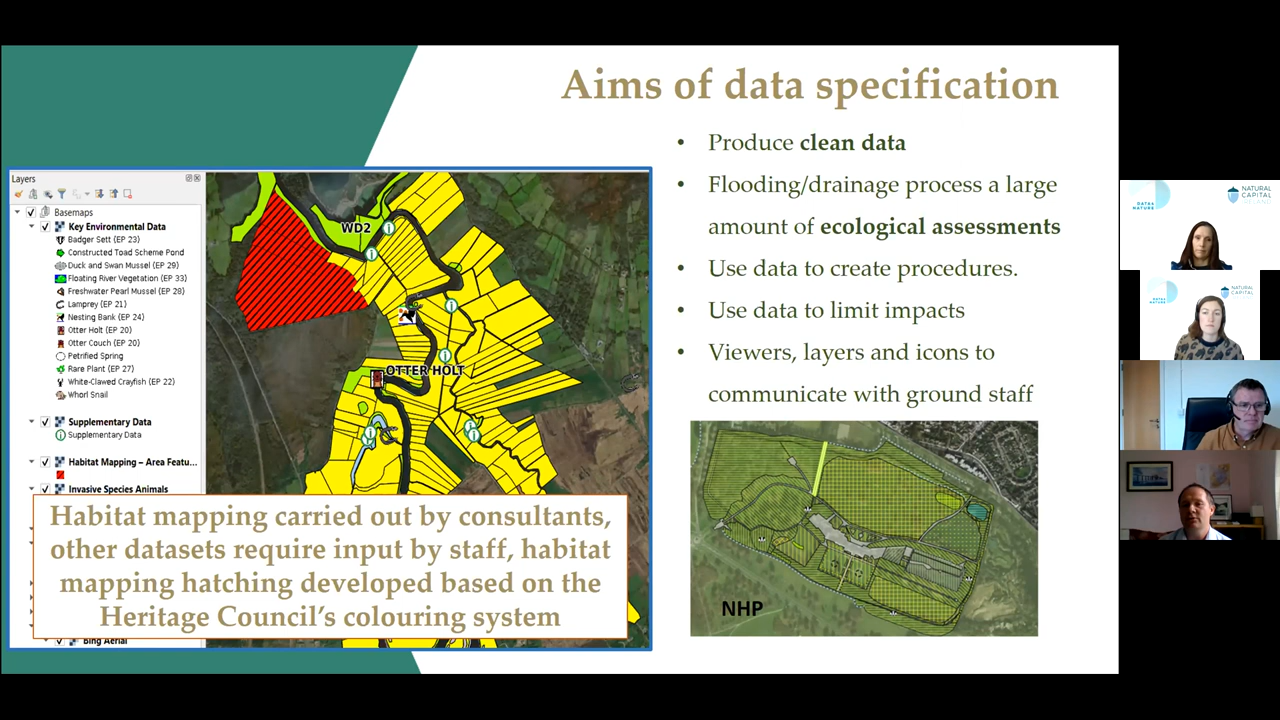 Aims of data specification
• Produce clean data
• Flooding/drainage process a large
amount of ecological assessments
• Use data to create procedures.
• Use data to limit impacts
• Viewers, layers and icons to
communicate with ground staff
Layers
Basemaps
Key Environmental Data
Badger Sett (EP 23)
Constructed Toad Scheme Pond
Duck and Swan Mussel (EP 29)
Floating River Vegetation (EP 33)
Freshwater Pearl Mussel (EP 28)
Lamprey (EP 21)
Nesting Bank (EP 24)
Otter Holt (EP 20)
Otter Couch (EP 20)
Petrified Spring
Rare Plant (EP 27)
White-Clawed Crayfish (EP 22)
Whorl Snail
Supplementary Data
Supplementary Data
Habitat Mapping – Area Featu...
Invasive Species Animals
Bing Aerial
WD2
OTTER HOLT
Habitat mapping carried out by consultants,
other datasets require input by staff, habitat
mapping hatching developed based on the
Heritage Council's colouring system
NHP
DATA4
NATURE
NATURAL
CAPITAL
NATURAL
CAPITAL